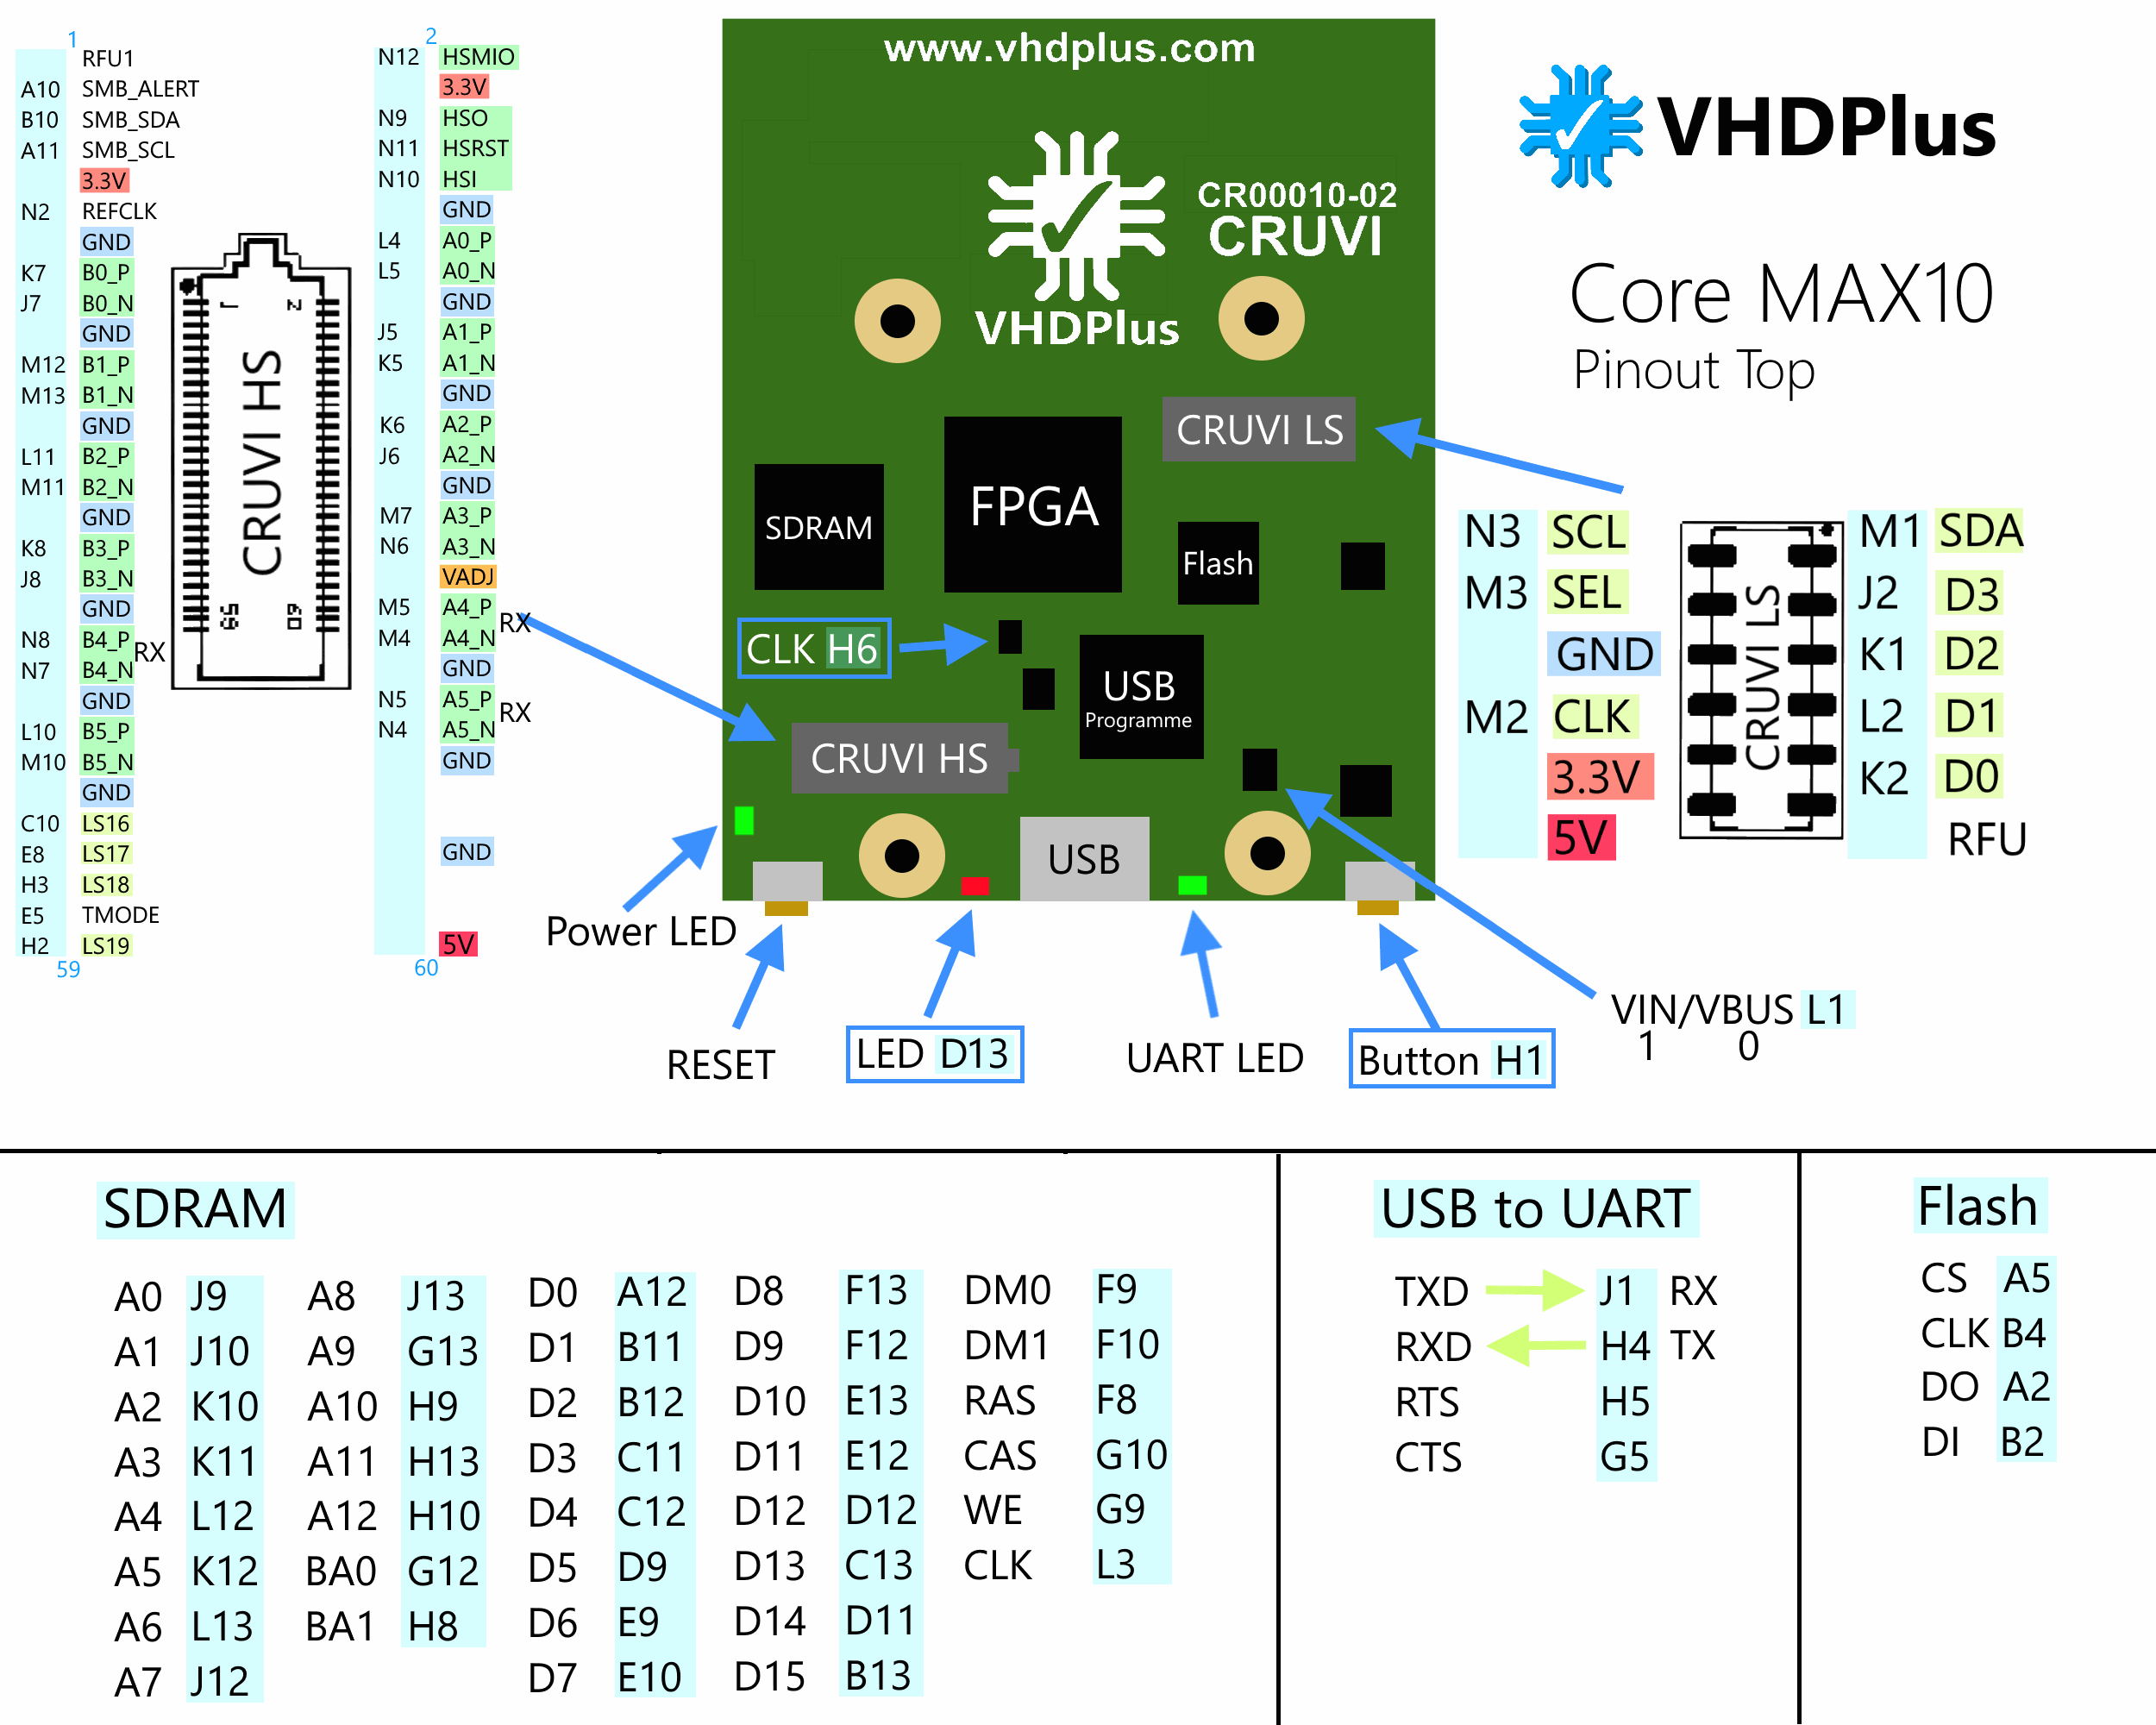 1
RFU1
A10 SMB_ALERT
B10 SMB_SDA
A11 SMB_SCL
3.3V
N2 REFCLK
GND
K7 B0_P
J7 B0_N
GND
M12 B1_P
M13 B1_N
GND
L11 B2_P
M11 B2_N
GND
K8 B3_P
J8 B3_N
GND
N8 B4_P
RX
N7 B4_N
GND
L10 B5_P
M10 B5_N
GND
C10 LS16
E8 LS17
H3 LS18
E5 TMODE
H2 LS19
59
1 2
CRUVI HS
59 60
2
N12 HSMIO
3.3V
N9 HSO
N11 HSRST
N10 HSI
GND
L4 A0_P
L5 A0_N
GND
J5 A1_P
K5 A1_N
GND
K6 A2_P
J6 A2_N
GND
M7 A3_P
N6 A3_N
VADJ
M5 A4_P
RX
M4 A4_N
GND
N5 A5_P
RX
N4 A5_N
GND
GND
5V
60
www.vhdplus.com
CR00010-02
CRUVI
VHDPlus
CRUVI LS
FPGA
SDRAM
Flash
CLK H6
USB
Programme
CRUVI HS
USB
Power LED
RESET
LED D13
UART LED
Button H1
VIN/VBUS L1
1 0
VHDPlus
Core MAX10
Pinout Top
N3 SCL
M3 SEL
GND
M2 CLK
3.3V
5V
CRUVI LS
M1 SDA
J2 D3
K1 D2
L2 D1
K2 D0
RFU
SDRAM
A0 J9 A8 J13 D0 A12 D8 F13 DM0 F9
A1 J10 A9 G13 D1 B11 D9 F12 DM1 F10
A2 K10 A10 H9 D2 B12 D10 E13 RAS F8
A3 K11 A11 H13 D3 C11 D11 E12 CAS G10
A4 L12 A12 H10 D4 C12 D12 D12 WE G9
A5 K12 BA0 G12 D5 D9 D13 C13 CLK L3
A6 L13 BA1 H8 D6 E9 D14 D11
A7 J12 D7 E10 D15 B13
USB to UART
TXD J1 RX
RXD H4 TX
RTS H5
CTS G5
Flash
CS A5
CLK B4
DO A2
DI B2